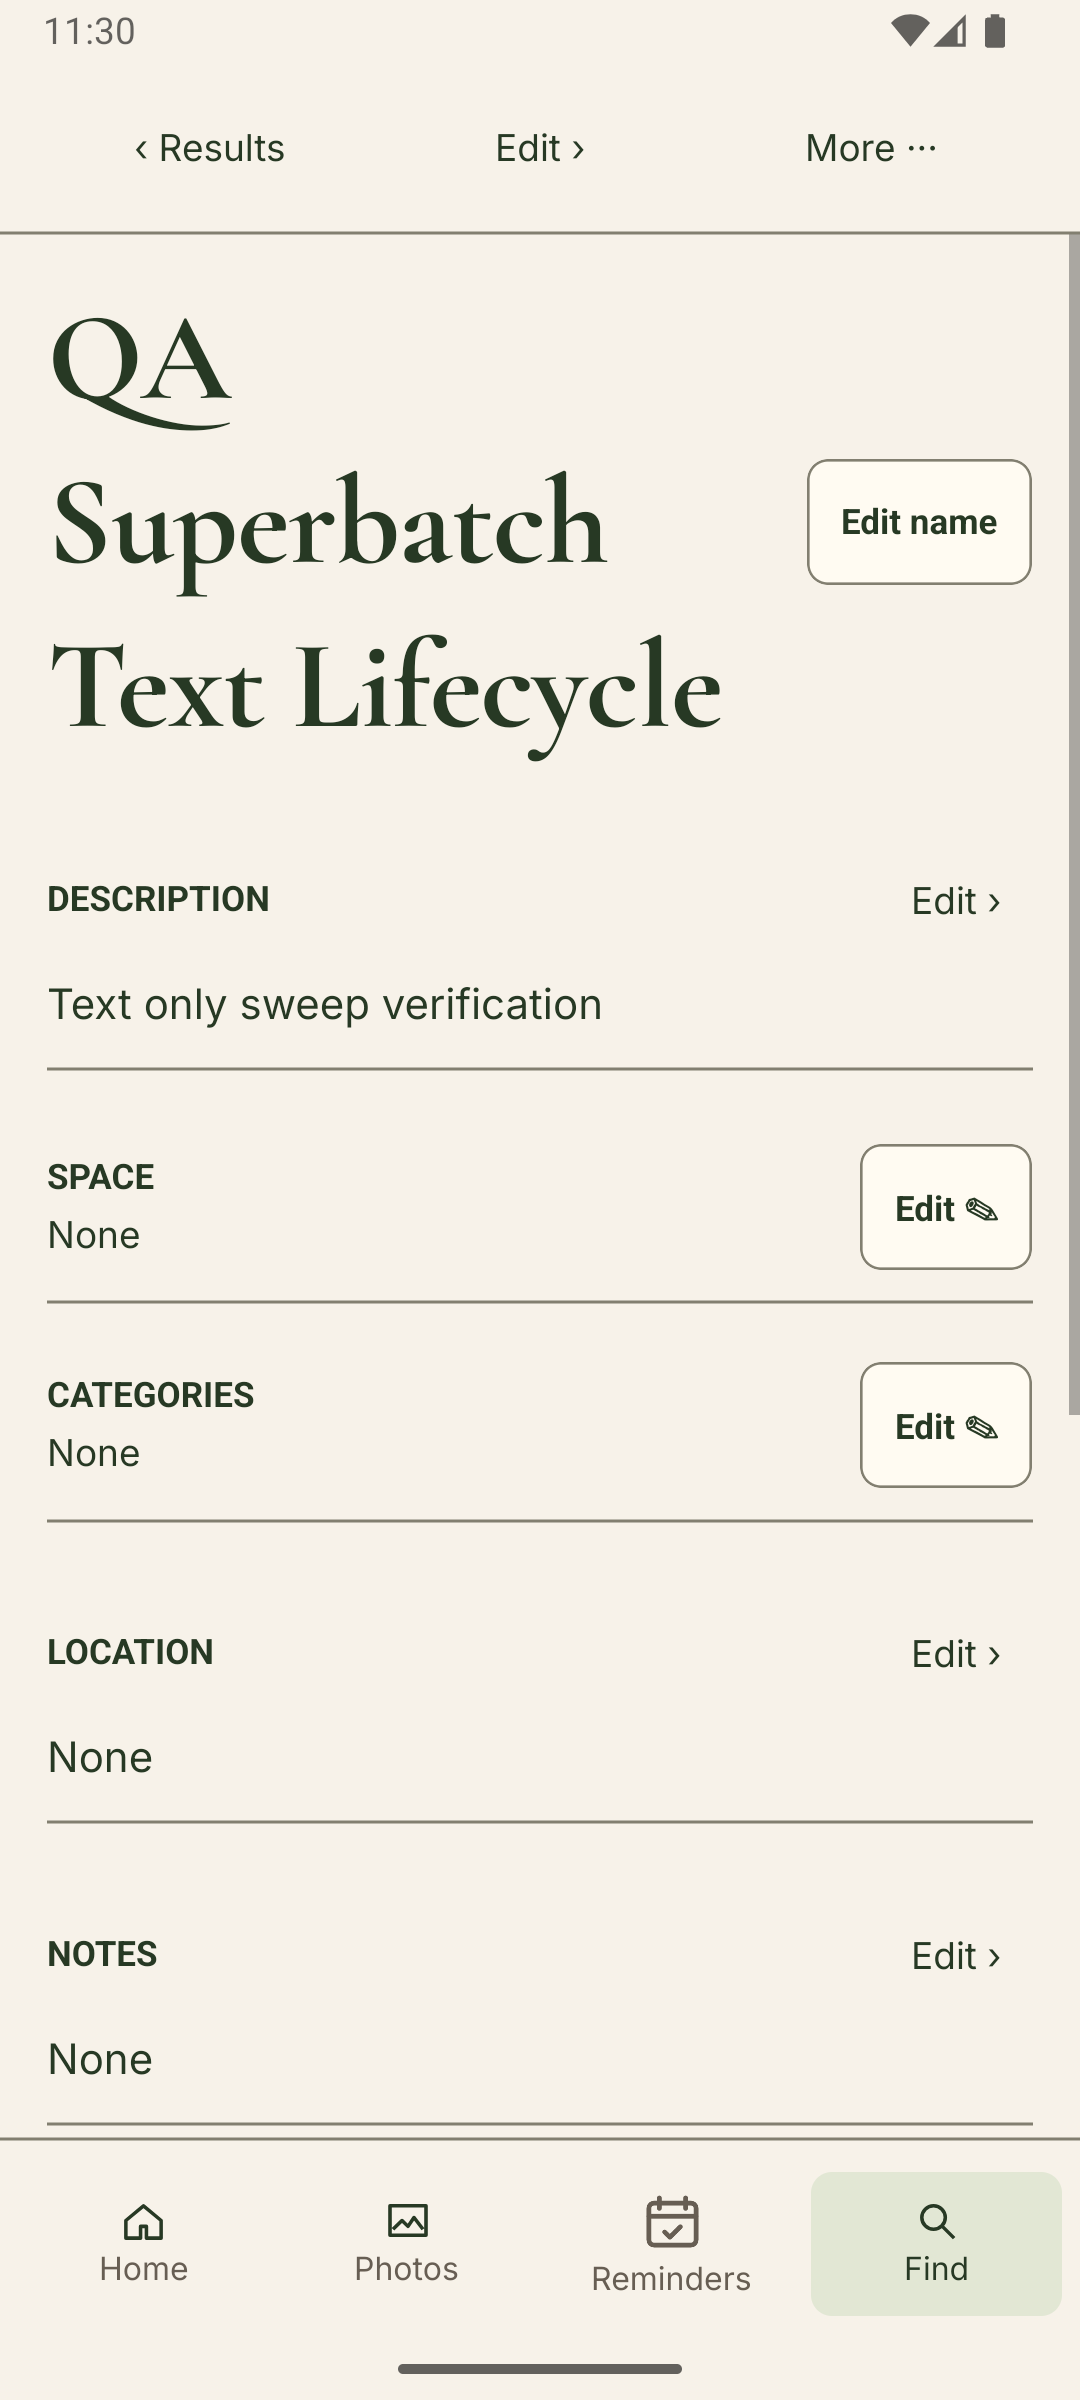 11:30
‹ Results Edit › More ···
QA
Superbatch
Text Lifecycle
Edit name
DESCRIPTION Edit ›
Text only sweep verification
SPACE
None
Edit ✎
CATEGORIES
None
Edit ✎
LOCATION Edit ›
None
NOTES Edit ›
None
Home Photos Reminders Find